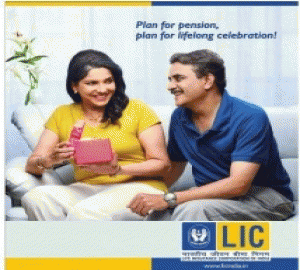 Plan for pension,
plan for lifelong celebration!
LIC
भारतीय जीवन बीमा निगम
LIFE INSURANCE CORPORATION OF INDIA
www.licindia.in